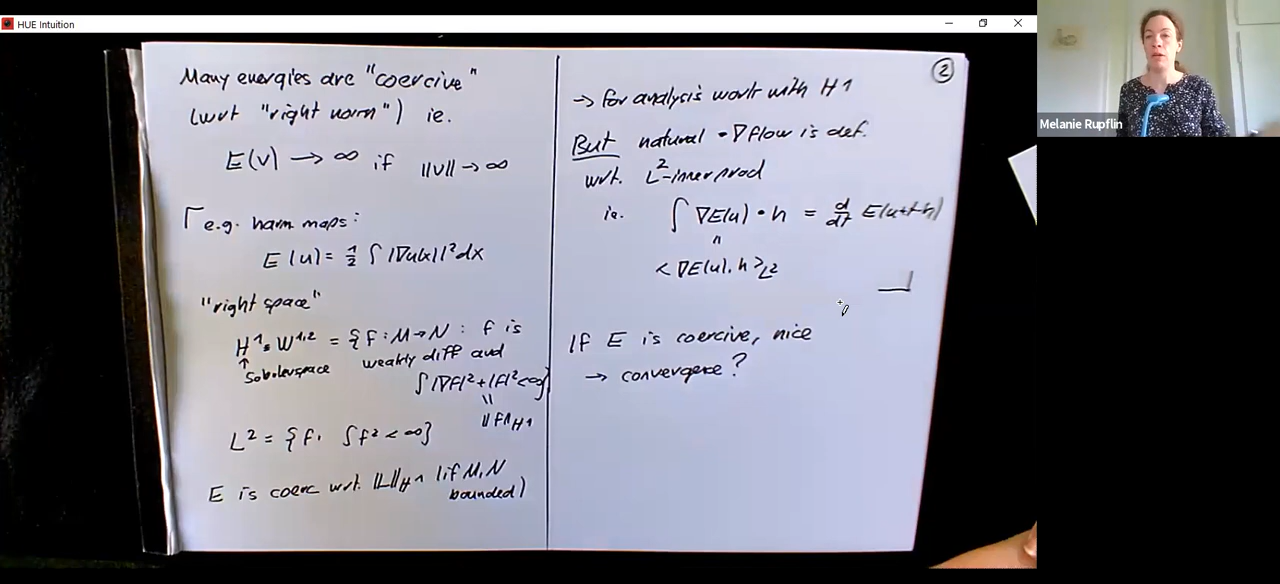 HUE Intuition
Many energies are "coercive"
(wrt "right norm") ie.
E(v) → ∞ if ||v|| → ∞
e.g. harm maps:
E(u) = 1/2 ∫ |∇u(x)|² dx
"right space"
H¹ = W^{1,2} = {f: M → N : f is
↑ weakly diff and
Sobolevspace
∫ |∇f|² + |f|² < ∞}
||
||f||_{H¹}
L² = {f. ∫ f² < ∞}
E is coerc wrt. || ||_{H¹} (if M, N
bounded)
②
→ for analysis work with H¹
But natural ∇flow is def.
wrt. L²-inner prod
ie. ∫ ∇E(u) • h = d/dt E(u+th)
||
<∇E(u), h>_{L²}
If E is coercive, nice
→ convergence?
Melanie Rupflin